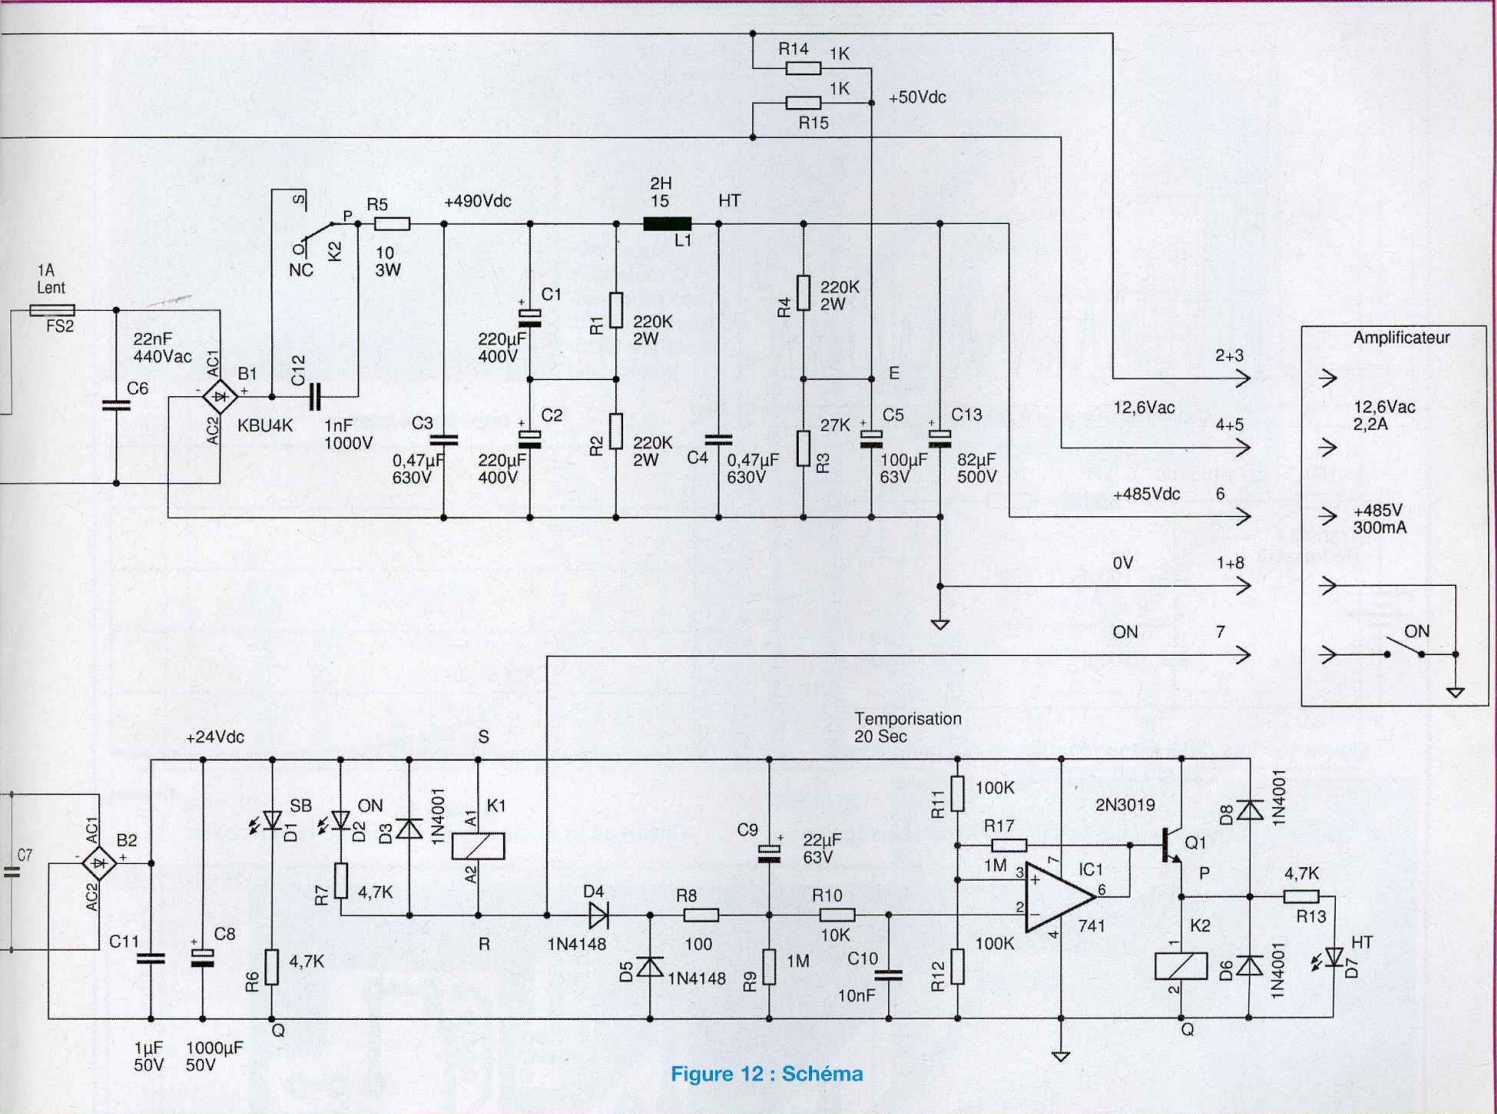 R14
1K
1K
+50Vdc
R15
2H
15
HT
L1
R5
+490Vdc
S
P
O
K2
NC
10
3W
1A
Lent
FS2
22nF
440Vac
C6
AC1
B1
-
+
AC2
KBU4K
C12
1nF
1000V
C3
0,47µF
630V
+
C1
220µF
400V
+
C2
220µF
400V
R1
220K
2W
R2
220K
2W
C4
0,47µF
630V
R4
220K
2W
E
27K
R3
+
C5
100µF
63V
+
C13
82µF
500V
Amplificateur
2+3
12,6Vac
12,6Vac
2,2A
4+5
+485Vdc
6
+485V
300mA
0V
1+8
ON
7
ON
Temporisation
20 Sec
+24Vdc
S
C7
AC1
B2
-
+
AC2
C11
1µF
50V
+
C8
1000µF
50V
SB
D1
R6
4,7K
Q
ON
D2
R7
4,7K
D3
1N4001
K1
A1
A2
R
D4
1N4148
D5
1N4148
R8
100
C9
+
22µF
63V
R9
1M
R10
10K
C10
10nF
R11
100K
R17
1M
R12
100K
3
+
2
-
7
IC1
6
4
741
2N3019
Q1
P
K2
1
2
Q
D8
1N4001
D6
1N4001
4,7K
R13
HT
D7
Figure 12 : Schéma